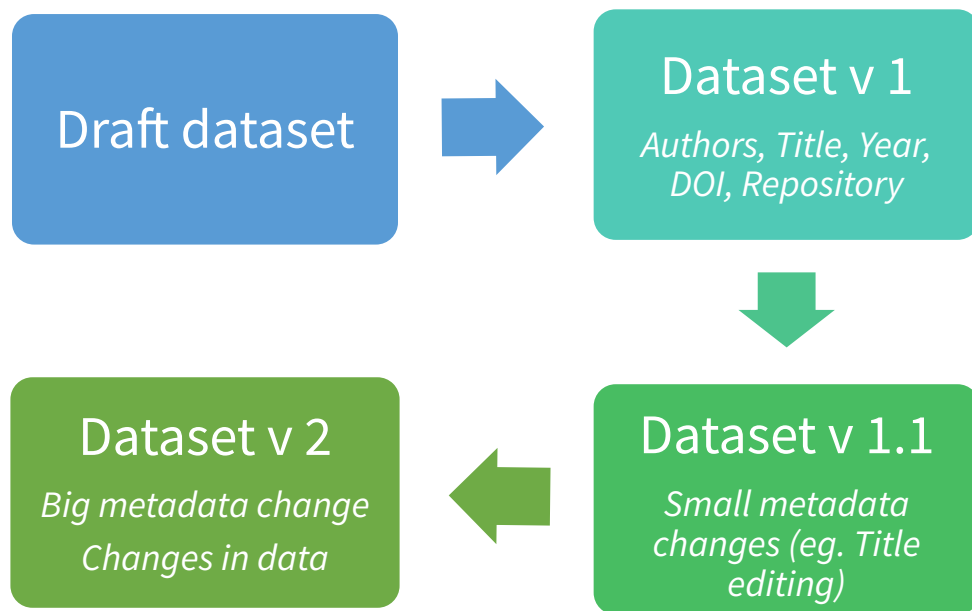 Draft dataset
Dataset v 1
Authors, Title, Year,
DOI, Repository
Dataset v 1.1
Small metadata
changes (eg. Title
editing)
Dataset v 2
Big metadata change
Changes in data